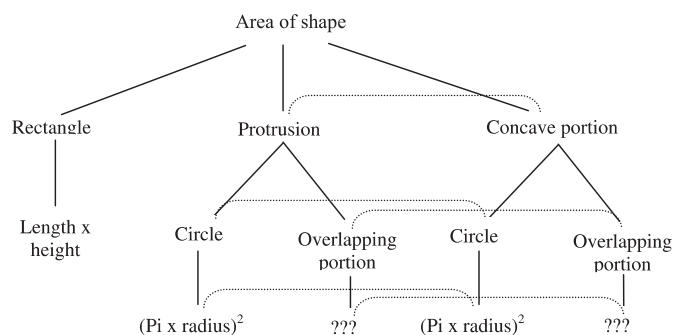 Area of shape
Rectangle
Protrusion
Concave portion
Length x
height
Circle
Overlapping
portion
Circle
Overlapping
portion
(Pi x radius)²
???
(Pi x radius)²
???